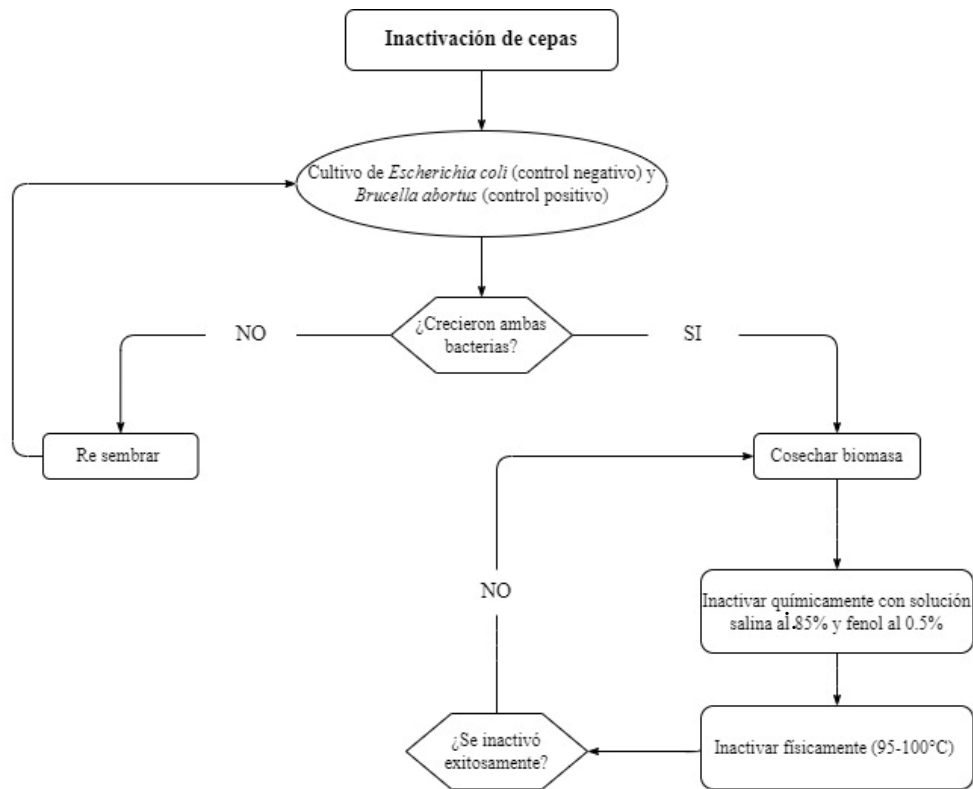 Inactivación de cepas
Cultivo de Escherichia coli (control negativo) y
Brucella abortus (control positivo)
¿Crecieron ambas
bacterias?
NO
SI
Re sembrar
Cosechar biomasa
NO
Inactivar químicamente con solución
salina al .85% y fenol al 0.5%
¿Se inactivó
exitosamente?
Inactivar físicamente (95-100°C)